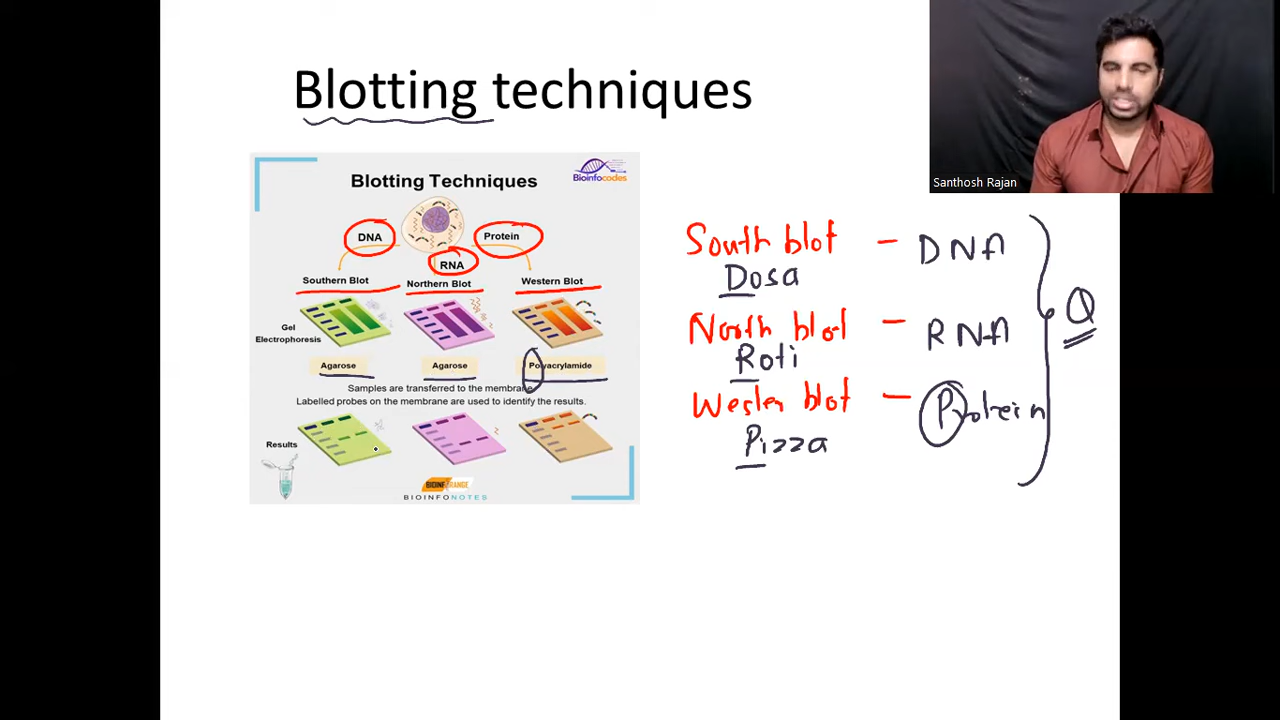 Blotting techniques
Santhosh Rajan
Blotting Techniques
Bioinfocodes
DNA
Protein
RNA
Southern Blot
Northern Blot
Western Blot
Gel
Electrophoresis
Agarose
Agarose
Polyacrylamide
Samples are transferred to the membrane
Labelled probes on the membrane are used to identify the results.
Results
BIOINFONOTES
South blot - DNA
Dosa
North blot - RNA
Roti
Wester blot - Protein
Pizza
Q